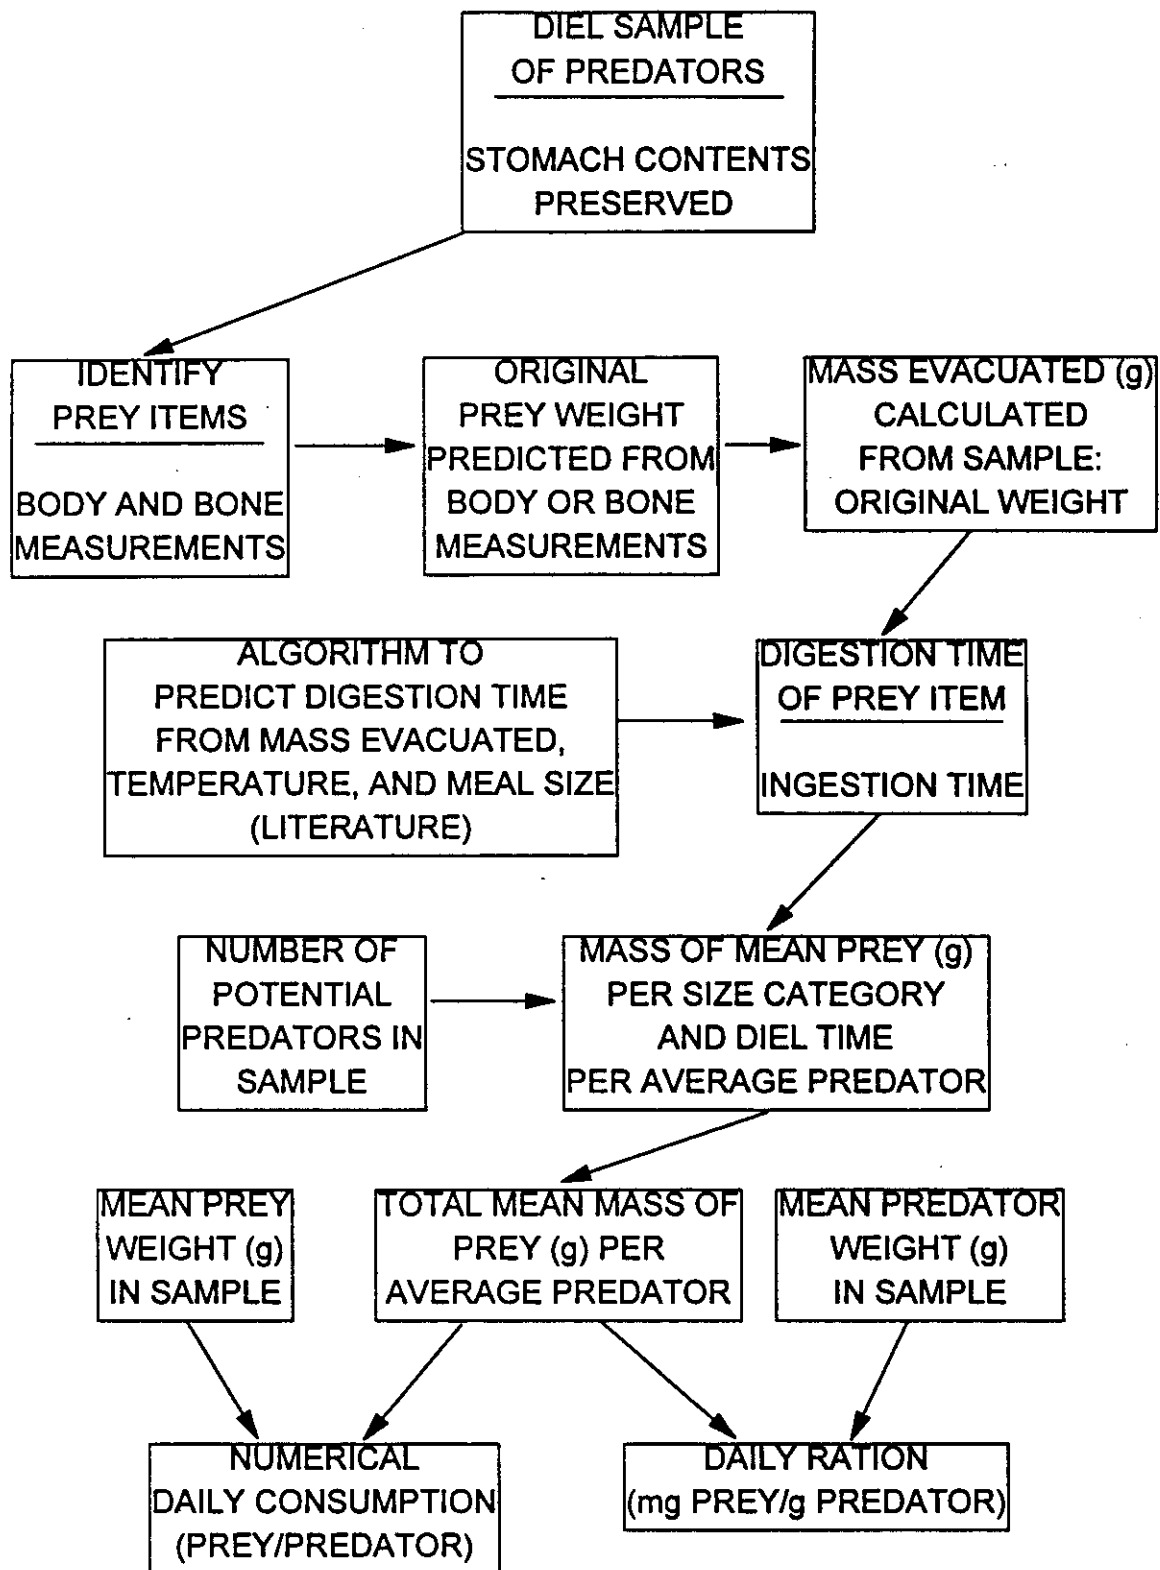 DIEL SAMPLE
OF PREDATORS
STOMACH CONTENTS
PRESERVED
IDENTIFY
PREY ITEMS
BODY AND BONE
MEASUREMENTS
ORIGINAL
PREY WEIGHT
PREDICTED FROM
BODY OR BONE
MEASUREMENTS
MASS EVACUATED (g)
CALCULATED
FROM SAMPLE:
ORIGINAL WEIGHT
ALGORITHM TO
PREDICT DIGESTION TIME
FROM MASS EVACUATED,
TEMPERATURE, AND MEAL SIZE
(LITERATURE)
DIGESTION TIME
OF PREY ITEM
INGESTION TIME
NUMBER OF
POTENTIAL
PREDATORS IN
SAMPLE
MASS OF MEAN PREY (g)
PER SIZE CATEGORY
AND DIEL TIME
PER AVERAGE PREDATOR
MEAN PREY
WEIGHT (g)
IN SAMPLE
TOTAL MEAN MASS OF
PREY (g) PER
AVERAGE PREDATOR
MEAN PREDATOR
WEIGHT (g)
IN SAMPLE
NUMERICAL
DAILY CONSUMPTION
(PREY/PREDATOR)
DAILY RATION
(mg PREY/g PREDATOR)